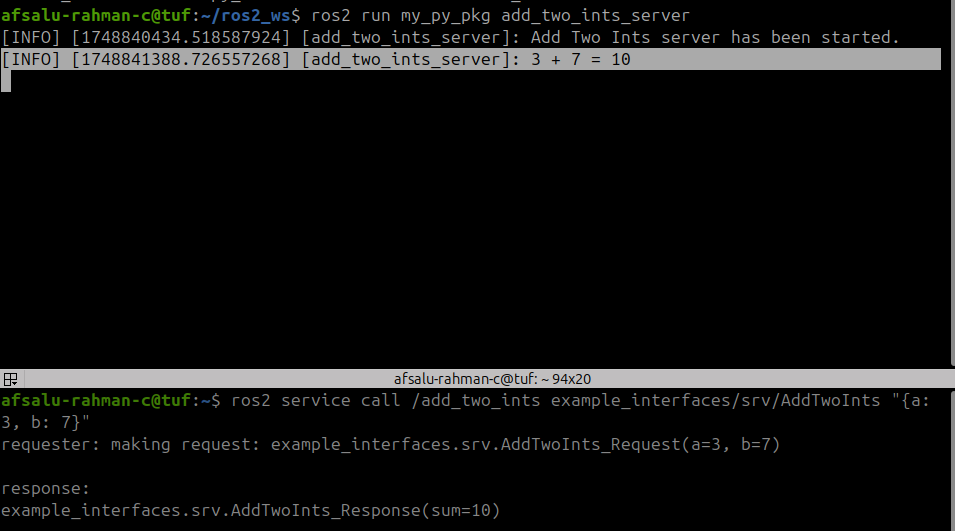 afsalu-rahman-c@tuf:~/ros2_ws$ ros2 run my_py_pkg add_two_ints_server
[INFO] [1748840434.518587924] [add_two_ints_server]: Add Two Ints server has been started.
[INFO] [1748841388.726557268] [add_two_ints_server]: 3 + 7 = 10
afsalu-rahman-c@tuf: ~ 94x20
afsalu-rahman-c@tuf:~$ ros2 service call /add_two_ints example_interfaces/srv/AddTwoInts "{a:
3, b: 7}"
requester: making request: example_interfaces.srv.AddTwoInts_Request(a=3, b=7)
response:
example_interfaces.srv.AddTwoInts_Response(sum=10)